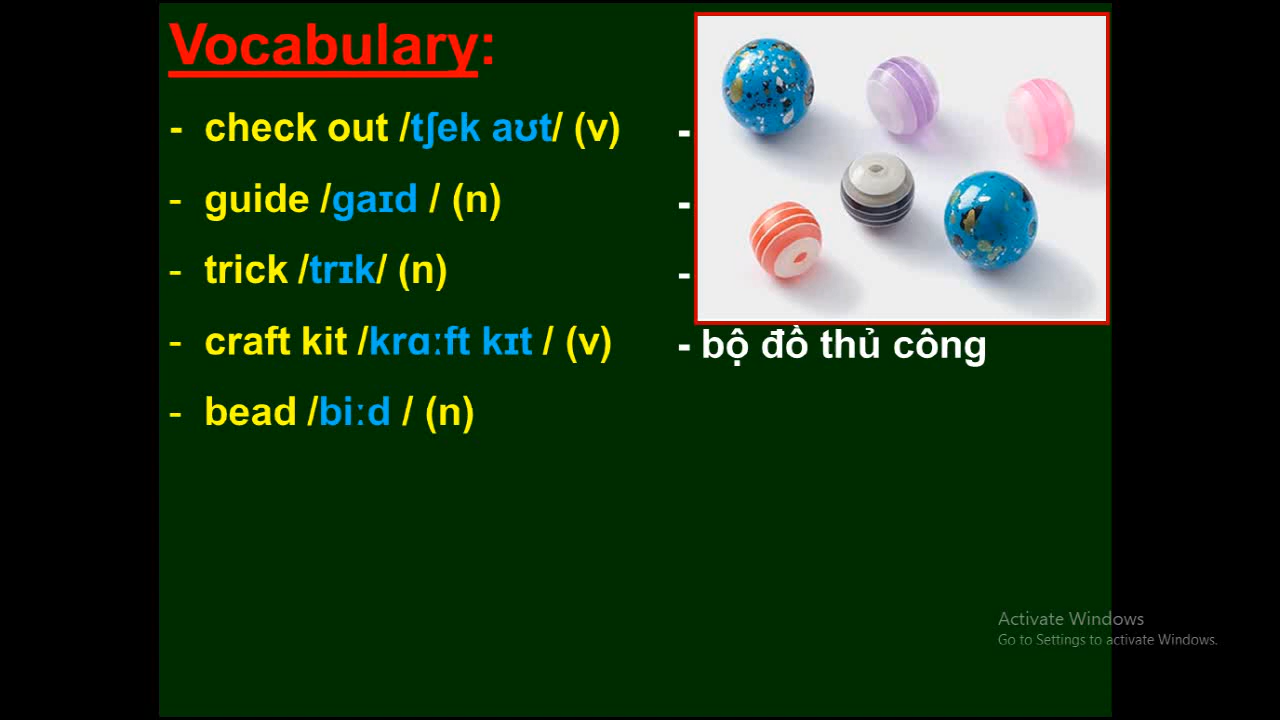 Vocabulary:
- check out /tʃek aʊt/ (v) -
- guide /gaɪd / (n) -
- trick /trɪk/ (n) -
- craft kit /krɑːft kɪt / (v) - bộ đồ thủ công
- bead /biːd / (n)
Activate Windows
Go to Settings to activate Windows.